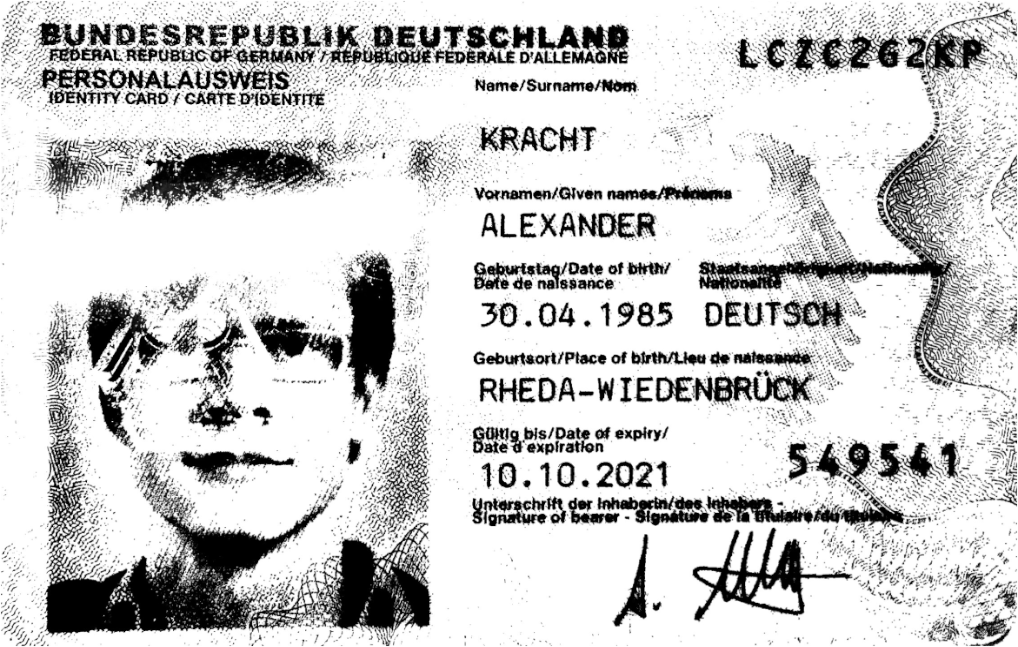 BUNDESREPUBLIK DEUTSCHLAND
FEDERAL REPUBLIC OF GERMANY / RÉPUBLIQUE FÉDÉRALE D'ALLEMAGNE
PERSONALAUSWEIS
IDENTITY CARD / CARTE D'IDENTITÉ
LCZC2G2KP
Name/Surname/Nom
KRACHT
Vornamen/Given names/Prénoms
ALEXANDER
Geburtstag/Date of birth/
Date de naissance
Staatsangehörigkeit/Nationality/
Nationalité
30.04.1985 DEUTSCH
Geburtsort/Place of birth/Lieu de naissance
RHEDA-WIEDENBRÜCK
Gültig bis/Date of expiry/
Date d'expiration
10.10.2021
549541
Unterschrift der Inhaberin/des Inhabers -
Signature of bearer - Signature de la titulaire/du titulaire
A.